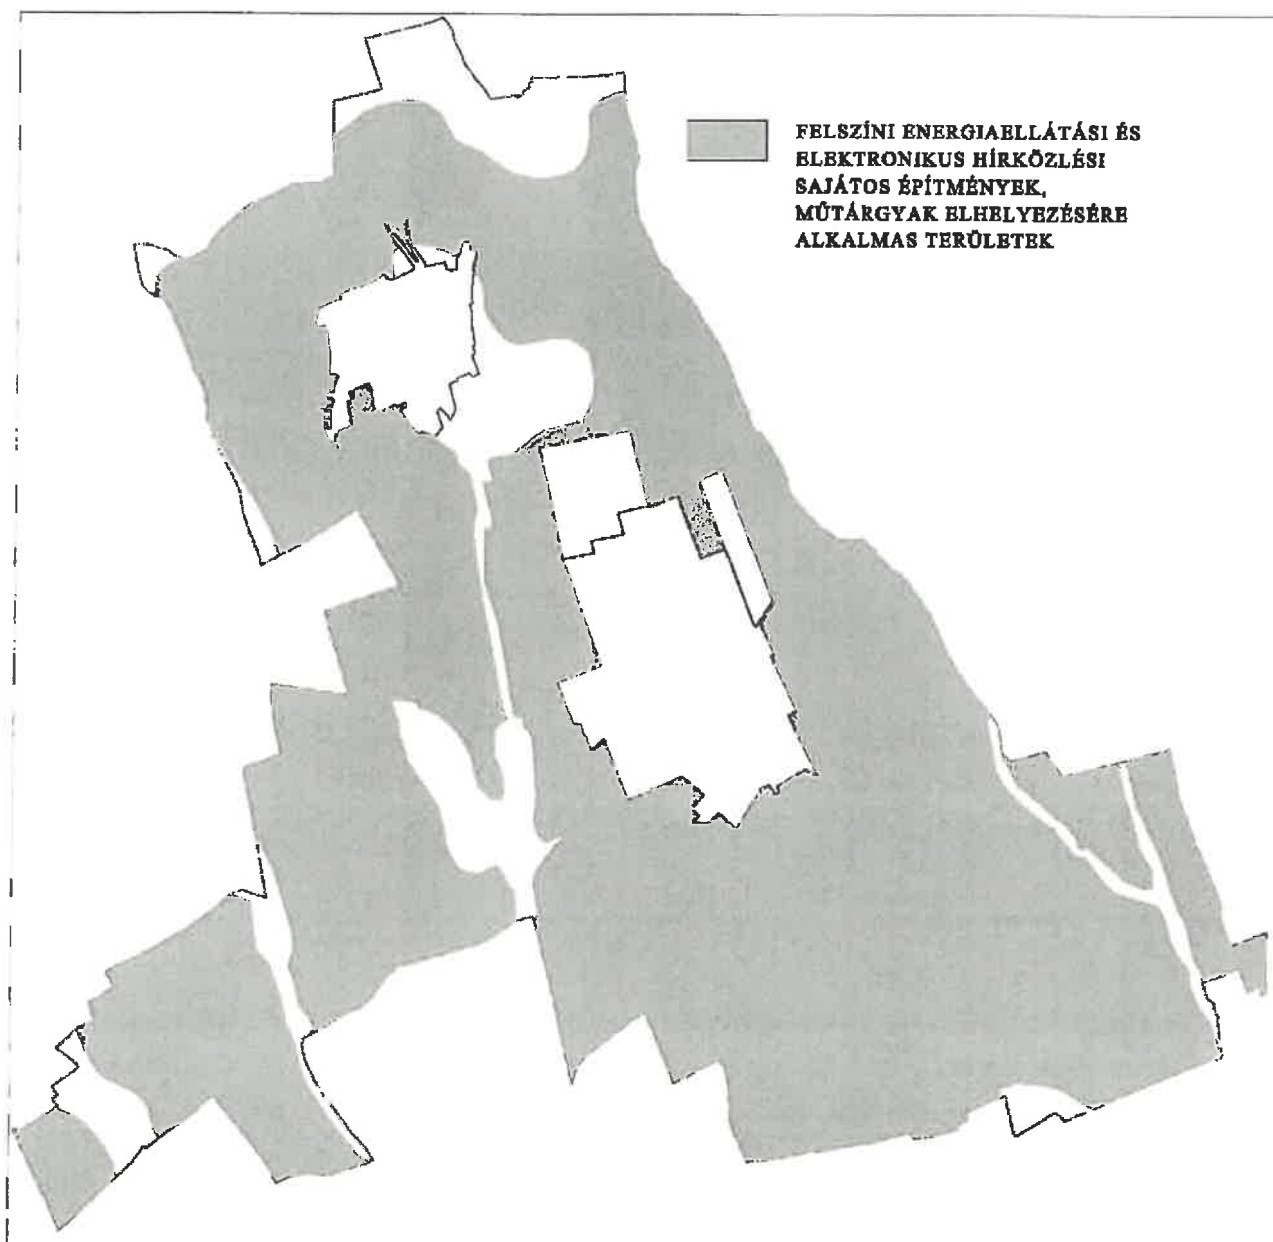 FELSZÍNI ENERGIAELLÁTÁSI ÉS
ELEKTRONIKUS HÍRKÖZLÉSI
SAJÁTOS ÉPÍTMÉNYEK,
MŰTÁRGYAK ELHELYEZÉSÉRE
ALKALMAS TERÜLETEK